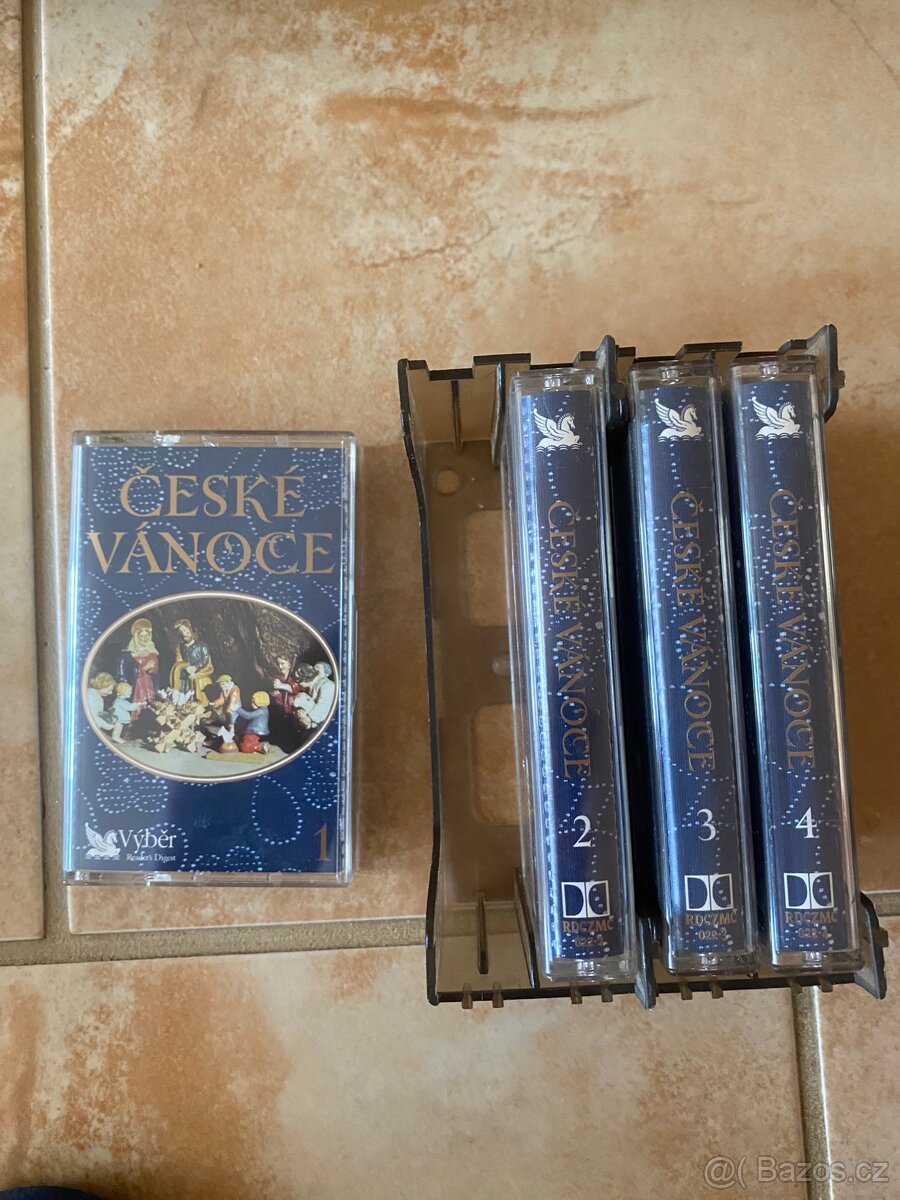 ČESKÉ
VÁNOCE
Výběr
Reader's Digest
1
ČESKÉ VÁNOCE
2
RDCZMC
ČESKÉ VÁNOCE
3
RDCZMC
ČESKÉ VÁNOCE
4
RDCZMC
@( Bazos.cz